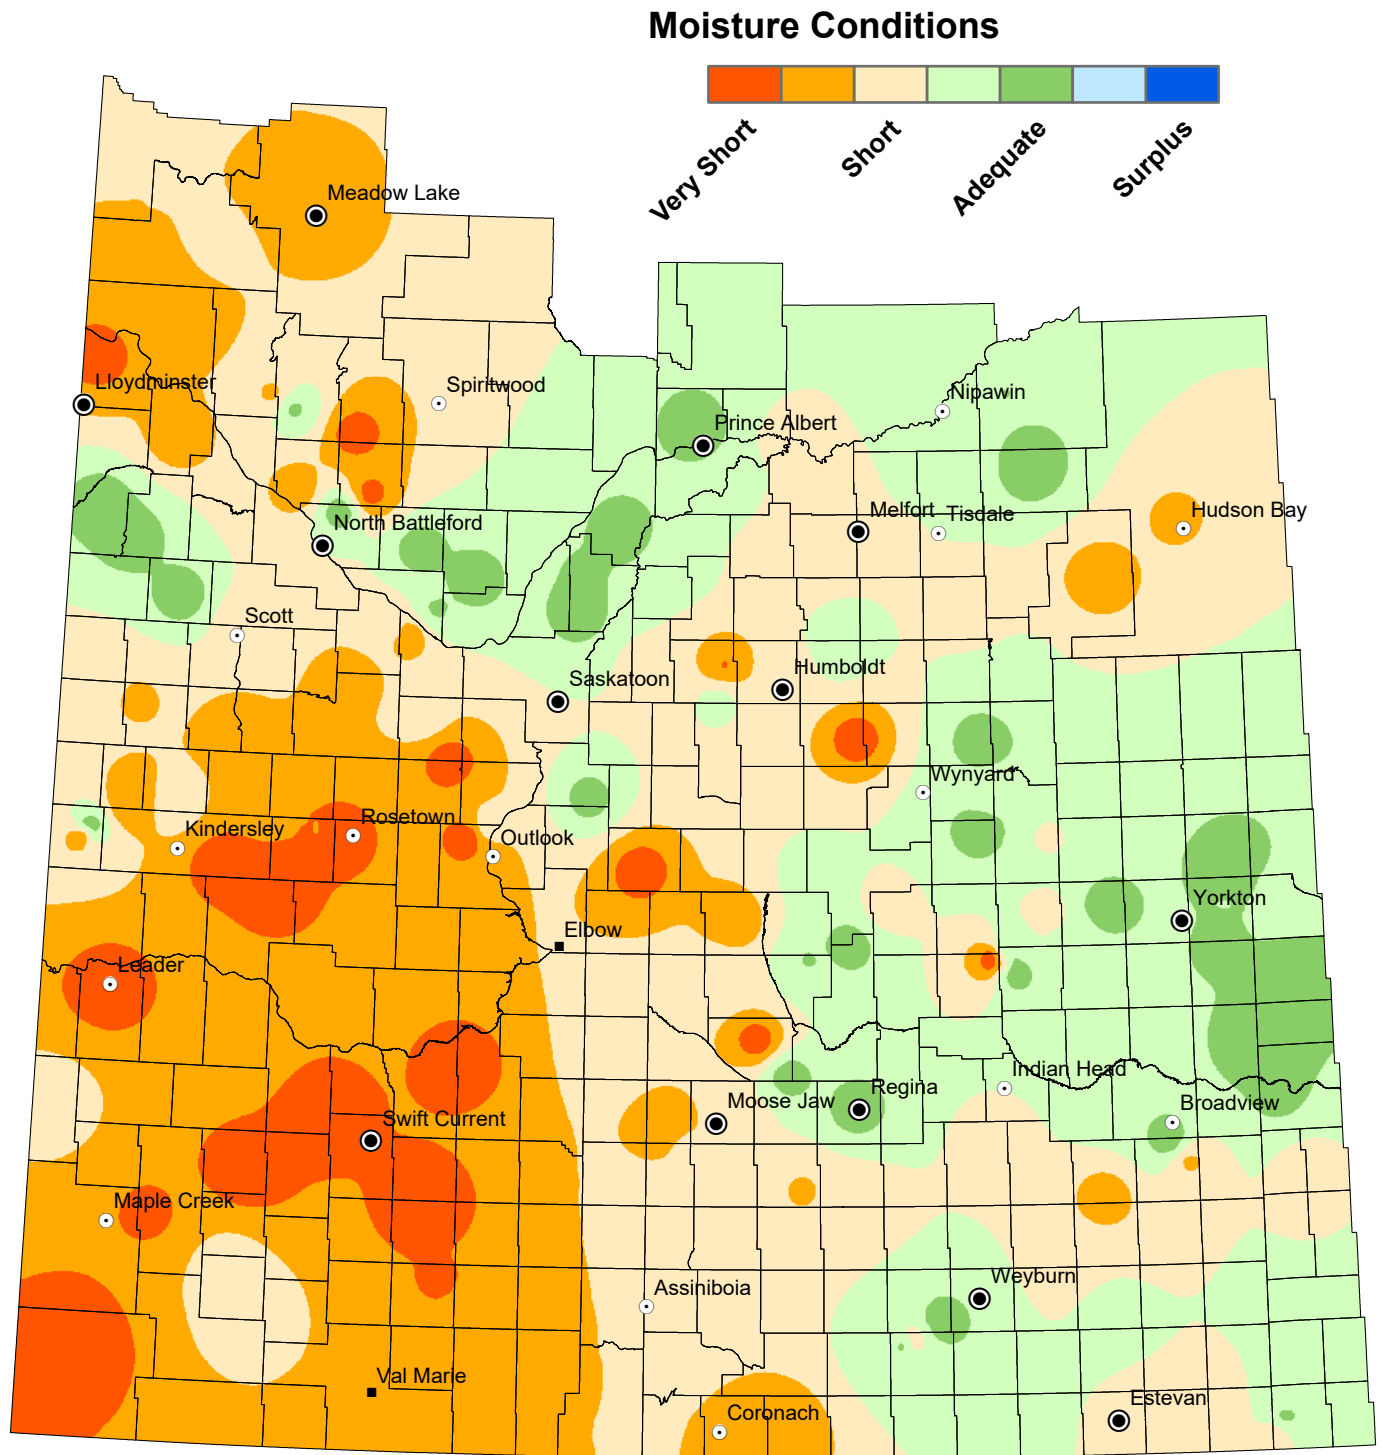 Moisture Conditions
Very Short
Short
Adequate
Surplus
Meadow Lake
Lloydminster
Spiritwood
Nipawin
Prince Albert
Hudson Bay
Melfort
Tisdale
North Battleford
Scott
Humboldt
Saskatoon
Wynyard
Rosetown
Kindersley
Outlook
Yorkton
Elbow
Leader
Indian Head
Regina
Moose Jaw
Broadview
Swift Current
Maple Creek
Weyburn
Assiniboia
Val Marie
Estevan
Coronach